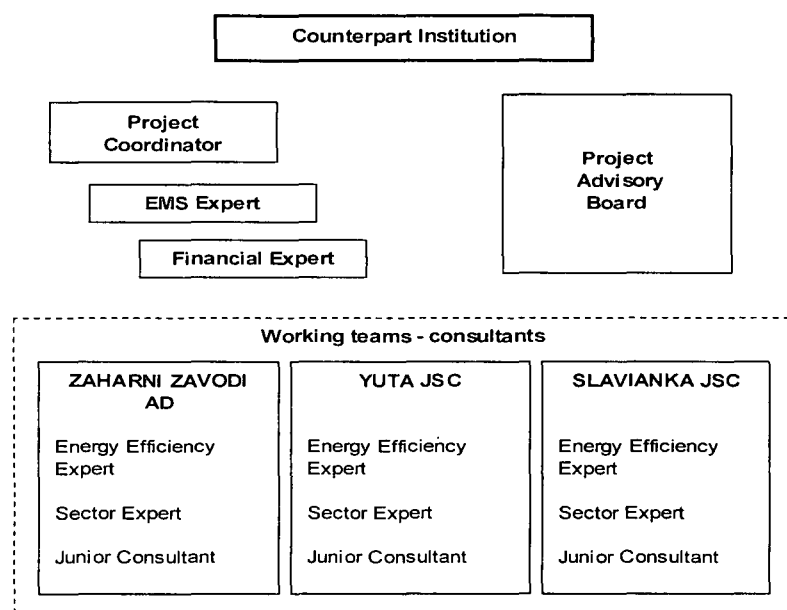 Counterpart Institution
Project
Coordinator
EMS Expert
Financial Expert
Project
Advisory
Board
Working teams - consultants
ZAHARNI ZAVODI
AD
Energy Efficiency
Expert
Sector Expert
Junior Consultant
YUTA JSC
Energy Efficiency
Expert
Sector Expert
Junior Consultant
SLAVIANKA JSC
Energy Efficiency
Expert
Sector Expert
Junior Consultant